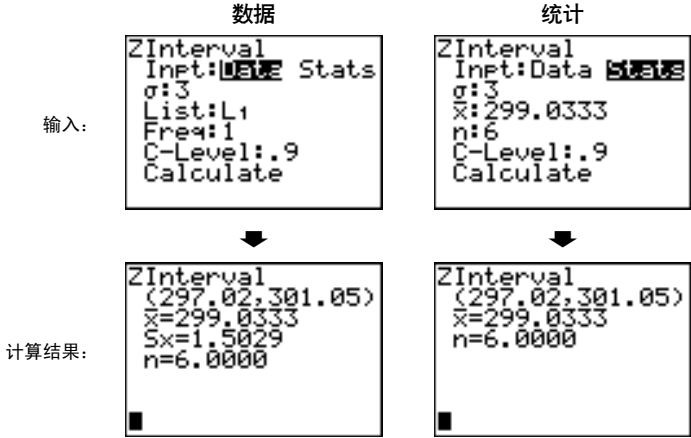 数据
统计
输入:
ZInterval
Inpt:Data Stats
σ:3
List:L₁
Freq:1
C-Level:.9
Calculate
ZInterval
Inpt:Data Stats
σ:3
x̄:299.0333
n:6
C-Level:.9
Calculate
计算结果:
ZInterval
(297.02,301.05)
x̄=299.0333
Sx=1.5029
n=6.0000
ZInterval
(297.02,301.05)
x̄=299.0333
n=6.0000